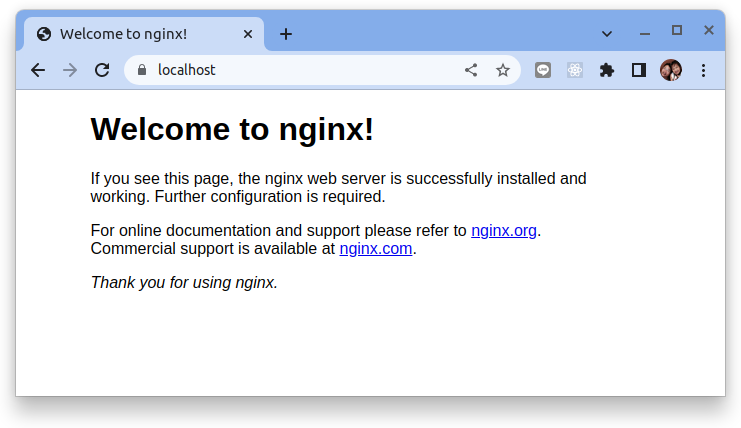 Welcome to nginx!
localhost
LINE
Welcome to nginx!
If you see this page, the nginx web server is successfully installed and
working. Further configuration is required.
For online documentation and support please refer to nginx.org.
Commercial support is available at nginx.com.
Thank you for using nginx.